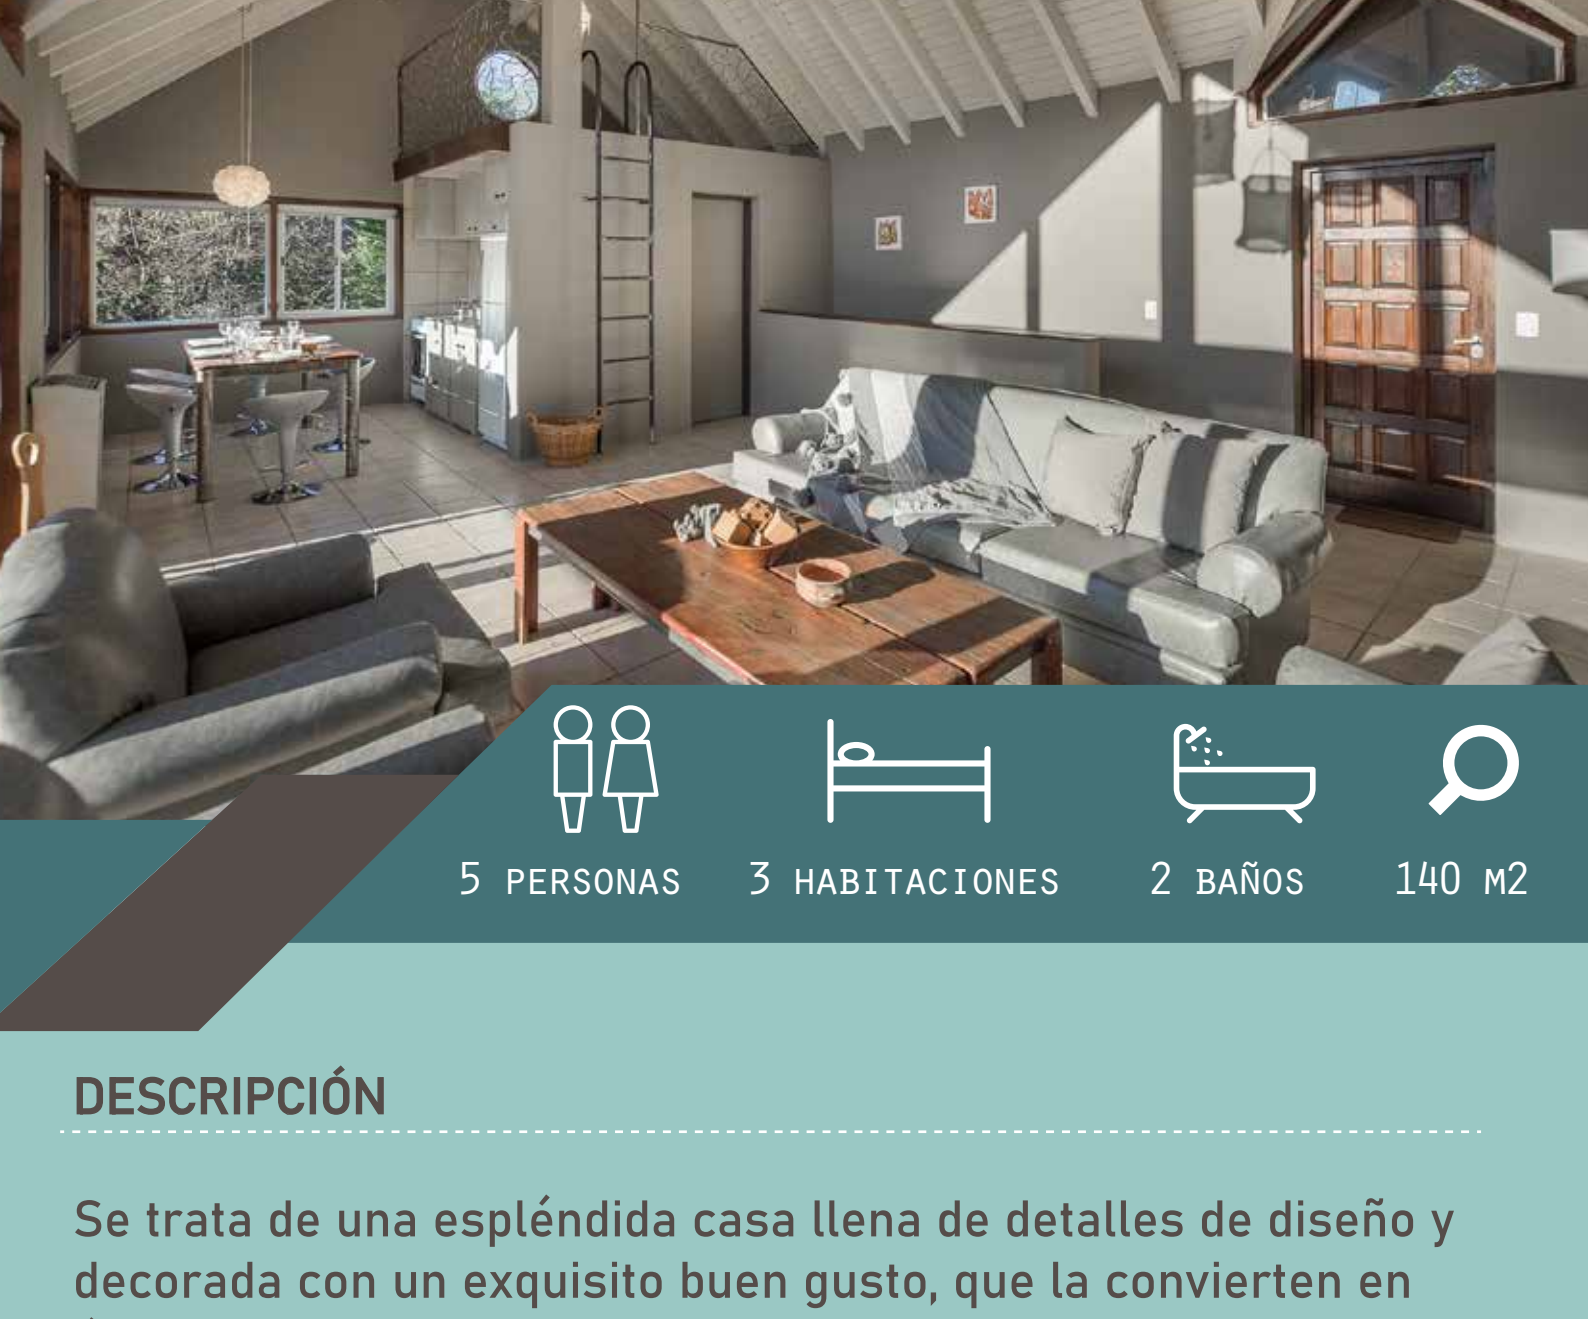 5 PERSONAS 3 HABITACIONES 2 BAÑOS 140 M2
DESCRIPCIÓN
Se trata de una espléndida casa llena de detalles de diseño y
decorada con un exquisito buen gusto, que la convierten en